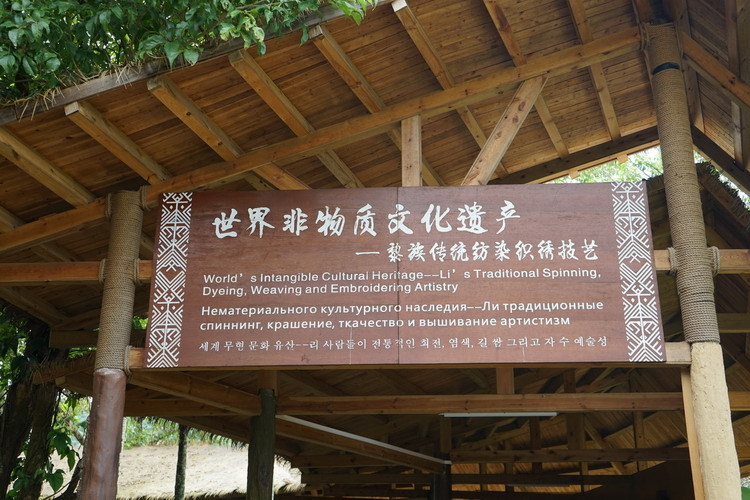 世界非物质文化遗产
—黎族传统纺染织绣技艺
World's Intangible Culturai Heritage--Li's Traditional Spinning,
Dyeing, Weaving and Embroidering Artistry
Нематериального культурного наследия--Ли традиционные
спиннинг, крашение, ткачество и вышивание артистизм
세계 무형 문화 유산--리 사람들이 전통적인 회전, 염색, 길 쌈 그리고 자 수 예술성